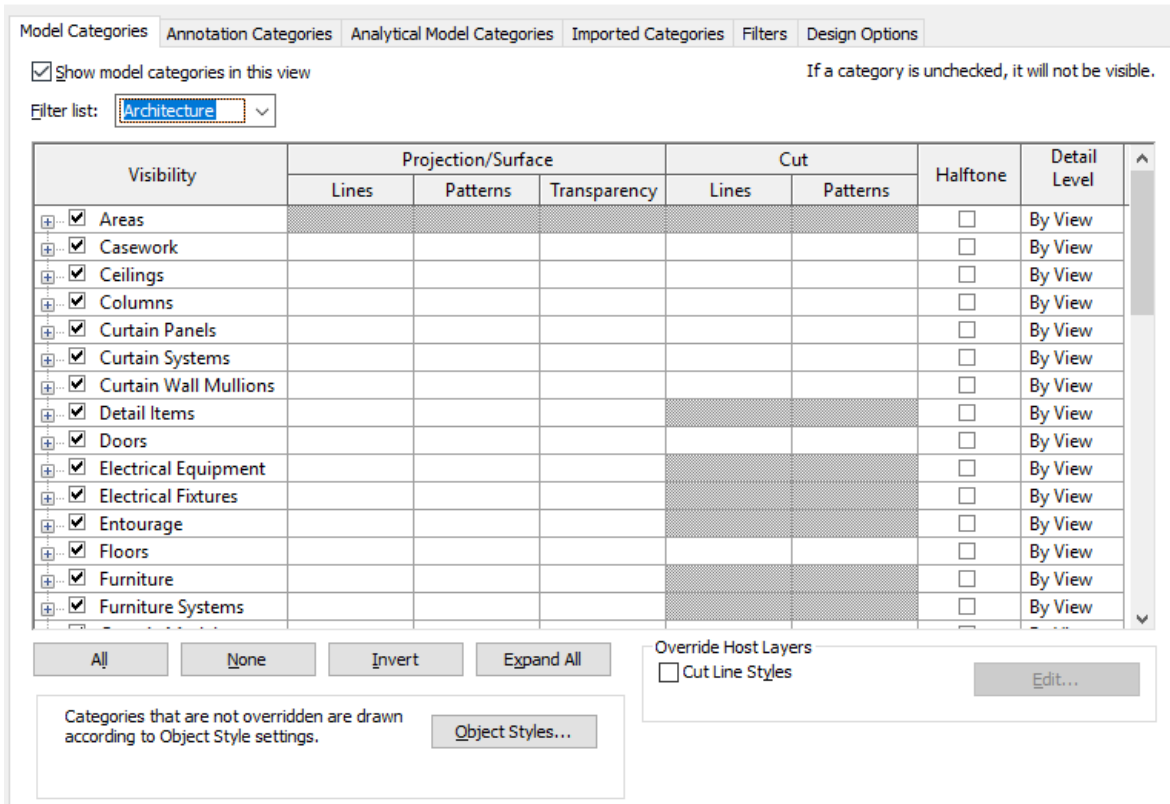 Model Categories Annotation Categories Analytical Model Categories Imported Categories Filters Design Options
Show model categories in this view If a category is unchecked, it will not be visible.
Filter list: Architecture
Visibility Projection/Surface Cut Halftone Detail Level
Lines Patterns Transparency Lines Patterns
Areas By View
Casework By View
Ceilings By View
Columns By View
Curtain Panels By View
Curtain Systems By View
Curtain Wall Mullions By View
Detail Items By View
Doors By View
Electrical Equipment By View
Electrical Fixtures By View
Entourage By View
Floors By View
Furniture By View
Furniture Systems By View
All None Invert Expand All
Override Host Layers
Cut Line Styles Edit...
Categories that are not overridden are drawn
according to Object Style settings.
Object Styles...